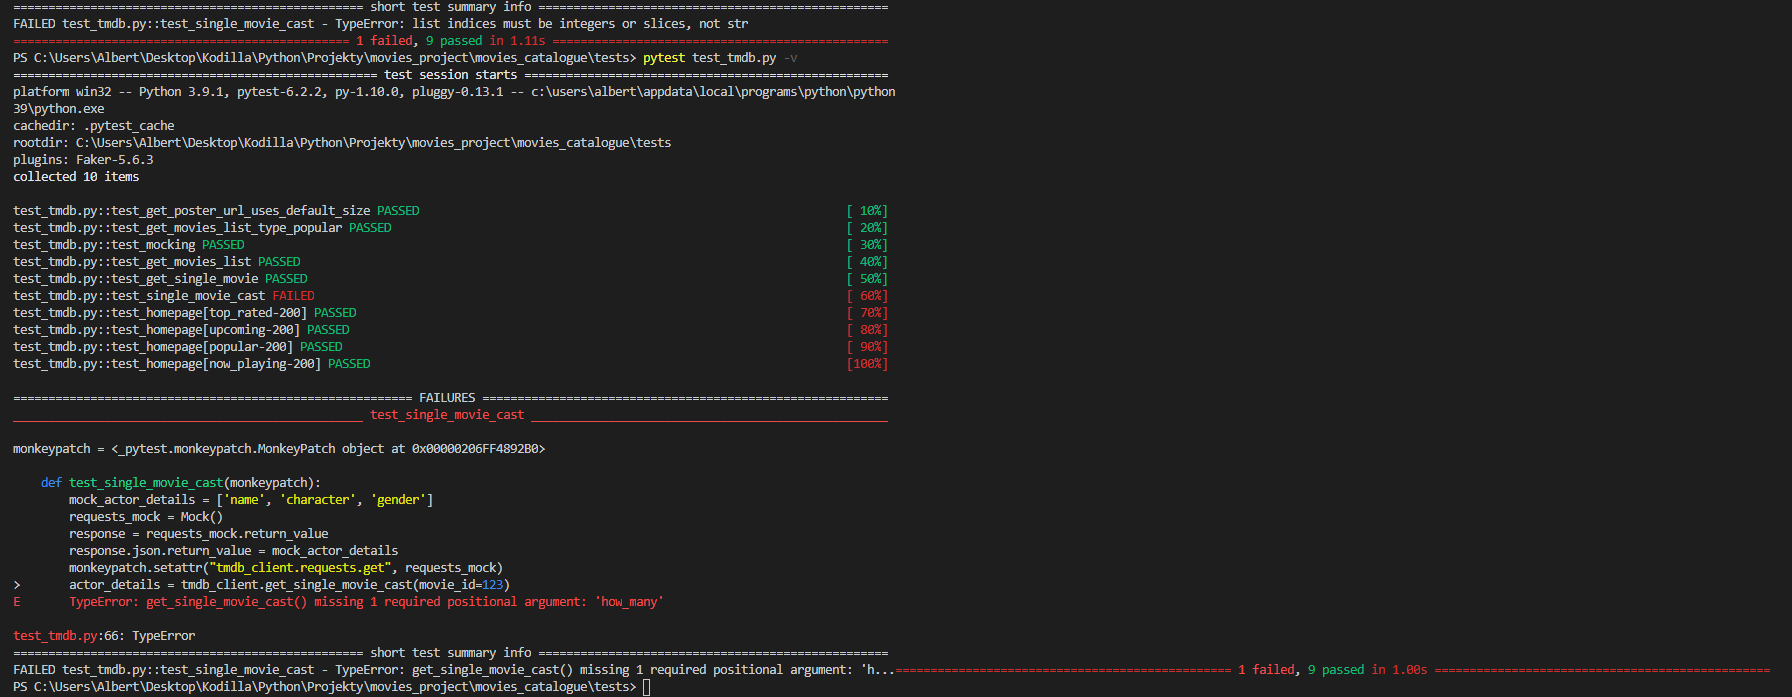 ================================================== short test summary info ==================================================
FAILED test_tmdb.py::test_single_movie_cast - TypeError: list indices must be integers or slices, not str
================================================ 1 failed, 9 passed in 1.11s ================================================
PS C:\Users\Albert\Desktop\Kodilla\Python\Projekty\movies_project\movies_catalogue\tests> pytest test_tmdb.py -v
==================================================== test session starts ====================================================
platform win32 -- Python 3.9.1, pytest-6.2.2, py-1.10.0, pluggy-0.13.1 -- c:\users\albert\appdata\local\programs\python\python
39\python.exe
cachedir: .pytest_cache
rootdir: C:\Users\Albert\Desktop\Kodilla\Python\Projekty\movies_project\movies_catalogue\tests
plugins: Faker-5.6.3
collected 10 items
test_tmdb.py::test_get_poster_url_uses_default_size PASSED [ 10%]
test_tmdb.py::test_get_movies_list_type_popular PASSED [ 20%]
test_tmdb.py::test_mocking PASSED [ 30%]
test_tmdb.py::test_get_movies_list PASSED [ 40%]
test_tmdb.py::test_get_single_movie PASSED [ 50%]
test_tmdb.py::test_single_movie_cast FAILED [ 60%]
test_tmdb.py::test_homepage[top_rated-200] PASSED [ 70%]
test_tmdb.py::test_homepage[upcoming-200] PASSED [ 80%]
test_tmdb.py::test_homepage[popular-200] PASSED [ 90%]
test_tmdb.py::test_homepage[now_playing-200] PASSED [100%]
========================================================= FAILURES ==========================================================
__________________________________________________ test_single_movie_cast ___________________________________________________
monkeypatch = <_pytest.monkeypatch.MonkeyPatch object at 0x00000206FF4892B0>
    def test_single_movie_cast(monkeypatch):
        mock_actor_details = ['name', 'character', 'gender']
        requests_mock = Mock()
        response = requests_mock.return_value
        response.json.return_value = mock_actor_details
        monkeypatch.setattr("tmdb_client.requests.get", requests_mock)
>       actor_details = tmdb_client.get_single_movie_cast(movie_id=123)
E       TypeError: get_single_movie_cast() missing 1 required positional argument: 'how_many'
test_tmdb.py:66: TypeError
================================================== short test summary info ==================================================
FAILED test_tmdb.py::test_single_movie_cast - TypeError: get_single_movie_cast() missing 1 required positional argument: 'h...================================================ 1 failed, 9 passed in 1.00s ================================================
PS C:\Users\Albert\Desktop\Kodilla\Python\Projekty\movies_project\movies_catalogue\tests>